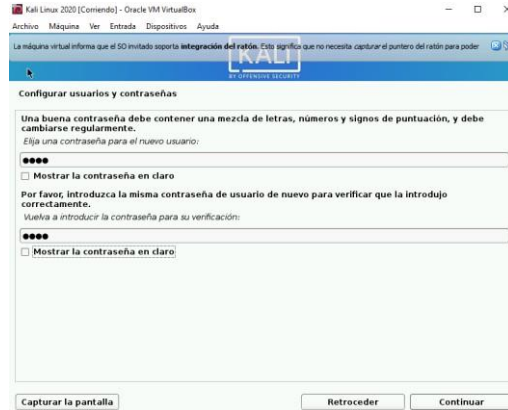 Kali Linux 2020 [Corriendo] - Oracle VM VirtualBox
Archivo Máquina Ver Entrada Dispositivos Ayuda
La máquina virtual informa que el SO invitado soporta integración del ratón. Esto significa que no necesita capturar el puntero del ratón para poder
KALI
BY OFFENSIVE SECURITY
Configurar usuarios y contraseñas
Una buena contraseña debe contener una mezcla de letras, números y signos de puntuación, y debe
cambiarse regularmente.
Elija una contraseña para el nuevo usuario:
●●●●
Mostrar la contraseña en claro
Por favor, introduzca la misma contraseña de usuario de nuevo para verificar que la introdujo
correctamente.
Vuelva a introducir la contraseña para su verificación:
●●●●
Mostrar la contraseña en claro
Capturar la pantalla Retroceder Continuar